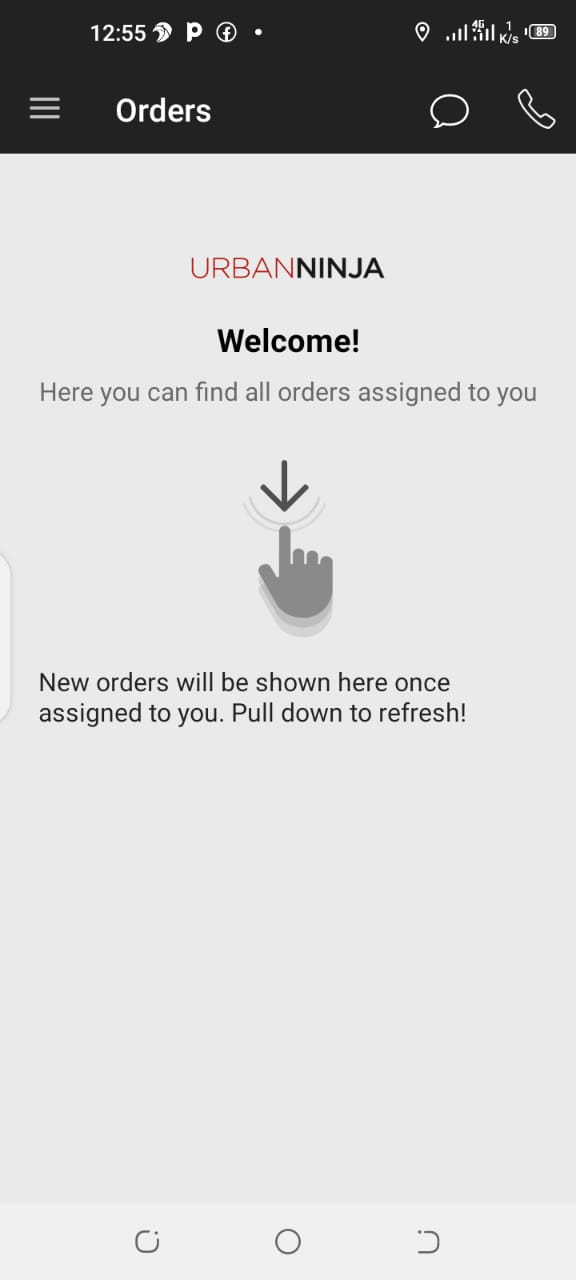 12:55
4G
1
K/s
89
Orders
URBANNINJA
Welcome!
Here you can find all orders assigned to you
New orders will be shown here once
assigned to you. Pull down to refresh!